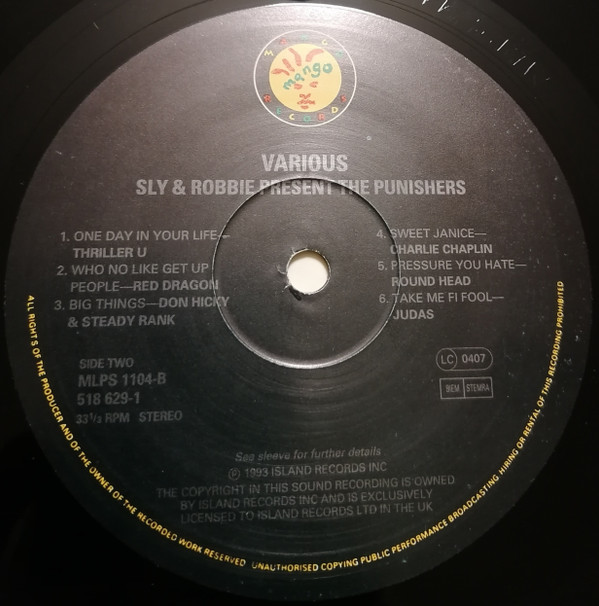 MANGO RECORDS
mango
VARIOUS
SLY & ROBBIE PRESENT THE PUNISHERS
1. ONE DAY IN YOUR LIFE—
THRILLER U
2. WHO NO LIKE GET UP
PEOPLE—RED DRAGON
3. BIG THINGS—DON HICKY
& STEADY RANK
4. SWEET JANICE—
CHARLIE CHAPLIN
5. PRESSURE YOU HATE—
ROUND HEAD
6. TAKE ME FI FOOL—
JUDAS
SIDE TWO
MLPS 1104-B
518 629-1
33⅓ RPM STEREO
LC 0407
BIEM STEMRA
See sleeve for further details
℗ 1993 ISLAND RECORDS INC
THE COPYRIGHT IN THIS SOUND RECORDING IS OWNED
BY ISLAND RECORDS INC AND IS EXCLUSIVELY
LICENSED TO ISLAND RECORDS LTD IN THE UK
ALL RIGHTS OF THE PRODUCER AND OF THE OWNER OF THE RECORDED WORK RESERVED UNAUTHORISED COPYING PUBLIC PERFORMANCE BROADCASTING HIRING OR RENTAL OF THIS RECORDING PROHIBITED